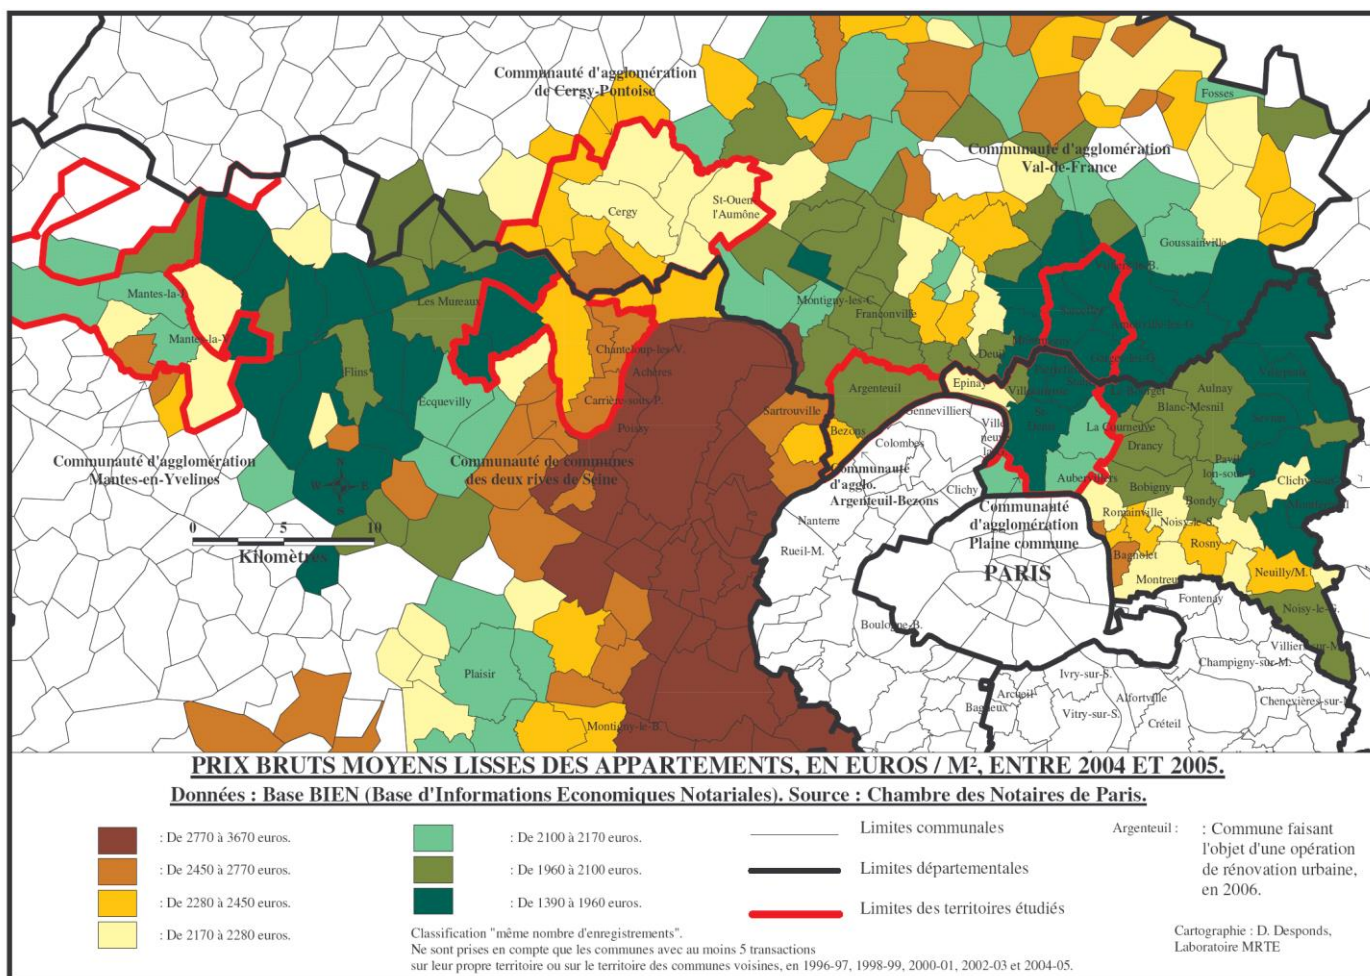 Communauté d'agglomération
de Cergy-Pontoise
Fosses
Communauté d'agglomération
Val-de-France
Cergy
St-Ouen
l'Aumône
Goussainville
Mantes-la-J.
Les Mureaux
Montigny-les-C.
Franconville
Mantes-la-V.
Chanteloup-les-V.
Deuil
Achères
Flins
Ecquevilly
Argenteuil
Epinay
Aulnay
Carrière-sous-P.
Sartrouville
Gennevilliers
Blanc-Mesnil
Poissy
Bezons
Colombes
La Courneuve
Drancy
Communauté d'agglomération
Mantes-en-Yvelines
Communauté de communes
des deux rives de Seine
Communauté
d'agglo.
Argenteuil-Bezons
Clichy
Aubervilliers
Bobigny
Bondy
N
W E
S
0 5 10
Kilomètres
Nanterre
Rueil-M.
Communauté
d'agglomération
Plaine commune
PARIS
Romainville
Noisy-le-S.
Rosny
Bagnolet
Neuilly/M.
Montreuil
Fontenay
Noisy-le-G.
Boulogne-B.
Villiers-sur-M.
Champigny-sur-M.
Plaisir
Ivry-sur-S.
Arcueil
Alfortville
Chenevières-sur-
Bagneux
Vitry-sur-S.
Créteil
Montigny-le-B.
PRIX BRUTS MOYENS LISSES DES APPARTEMENTS, EN EUROS / M², ENTRE 2004 ET 2005.
Données : Base BIEN (Base d'Informations Economiques Notariales). Source : Chambre des Notaires de Paris.
: De 2770 à 3670 euros.
: De 2450 à 2770 euros.
: De 2280 à 2450 euros.
: De 2170 à 2280 euros.
: De 2100 à 2170 euros.
: De 1960 à 2100 euros.
: De 1390 à 1960 euros.
Classification "même nombre d'enregistrements".
Ne sont prises en compte que les communes avec au moins 5 transactions
sur leur propre territoire ou sur le territoire des communes voisines, en 1996-97, 1998-99, 2000-01, 2002-03 et 2004-05.
Limites communales
Limites départementales
Limites des territoires étudiés
Argenteuil : : Commune faisant
l'objet d'une opération
de rénovation urbaine,
en 2006.
Cartographie : D. Desponds,
Laboratoire MRTE